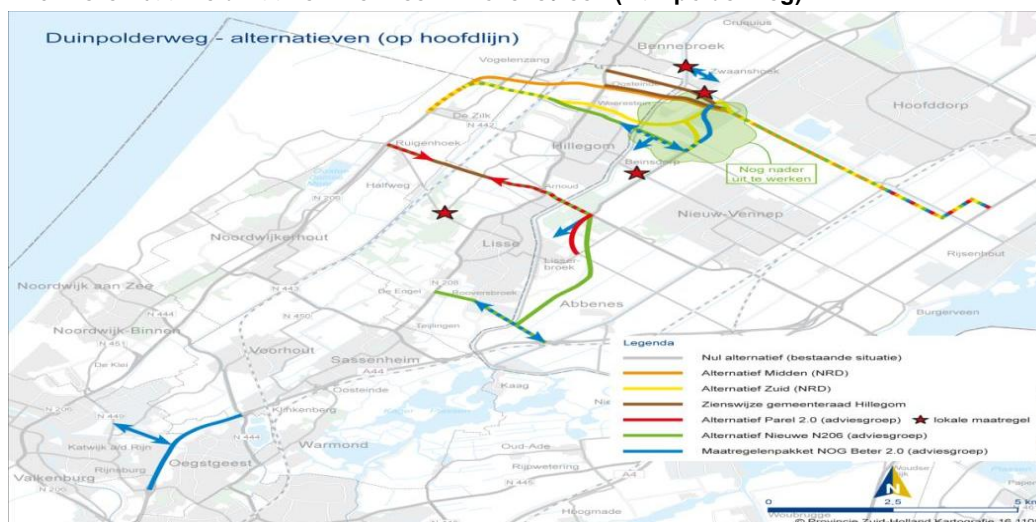 Duinpolderweg - alternatieven (op hoofdlijn)
Cruquius
Bennebroek
Vogelenzang
Zwaanshoek
Hoofddorp
De Zilk
N 442
Ruigenhoek
Hillegom
Beinsdorp
Nog nader
uit te werken
Halfweg
N 206
Nieuw-Vennep
Noordwijkerhout
Lisse
Lisser-
broek
Rijsenhout
Noordwijk aan Zee
N 444
N 443
De Engel
N 208
Abbenes
Burgerveen
Noordwijk-Binnen
N 451
N 450
De Klei
Voorhout
Sassenheim
A44
Kaag
Oosteinde
N 206
N 449
Klinkenberg
N 444
Warmond
Katwijk a/d Rijn
Rijnsburg
Oegstgeest
Valkenburg
Oud-Ade
Rijpwetering
A4
N 445
Hoogmade
Legenda
Nul alternatief (bestaande situatie)
Alternatief Midden (NRD)
Alternatief Zuid (NRD)
Zienswijze gemeenteraad Hillegom
Alternatief Parel 2.0 (adviesgroep) lokale maatregel
Alternatief Nieuwe N206 (adviesgroep)
Maatregelenpakket NOG Beter 2.0 (adviesgroep)
N
0 2.5 5 km
© Provincie Zuid-Holland Kartografie